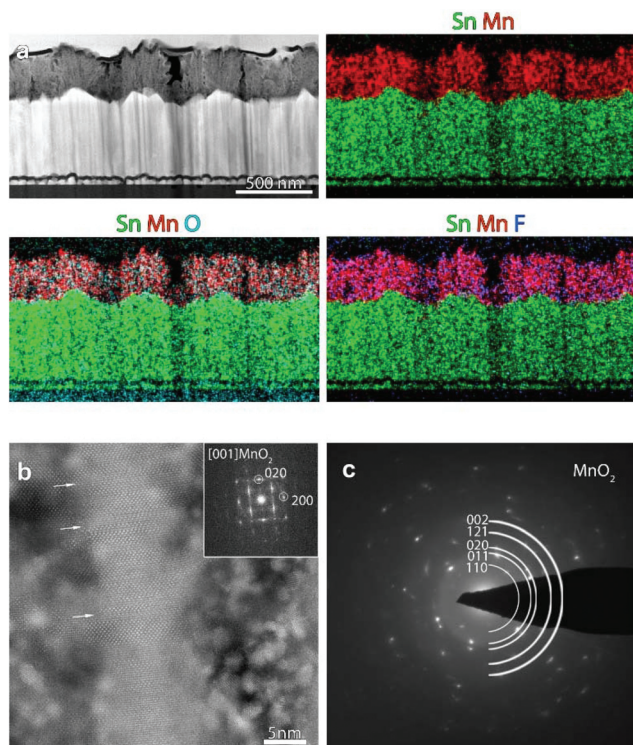 a
500 nm
Sn Mn
Sn Mn O
Sn Mn F
b
[001]MnO₂
020
200
5nm
c
MnO₂
002
121
020
011
110